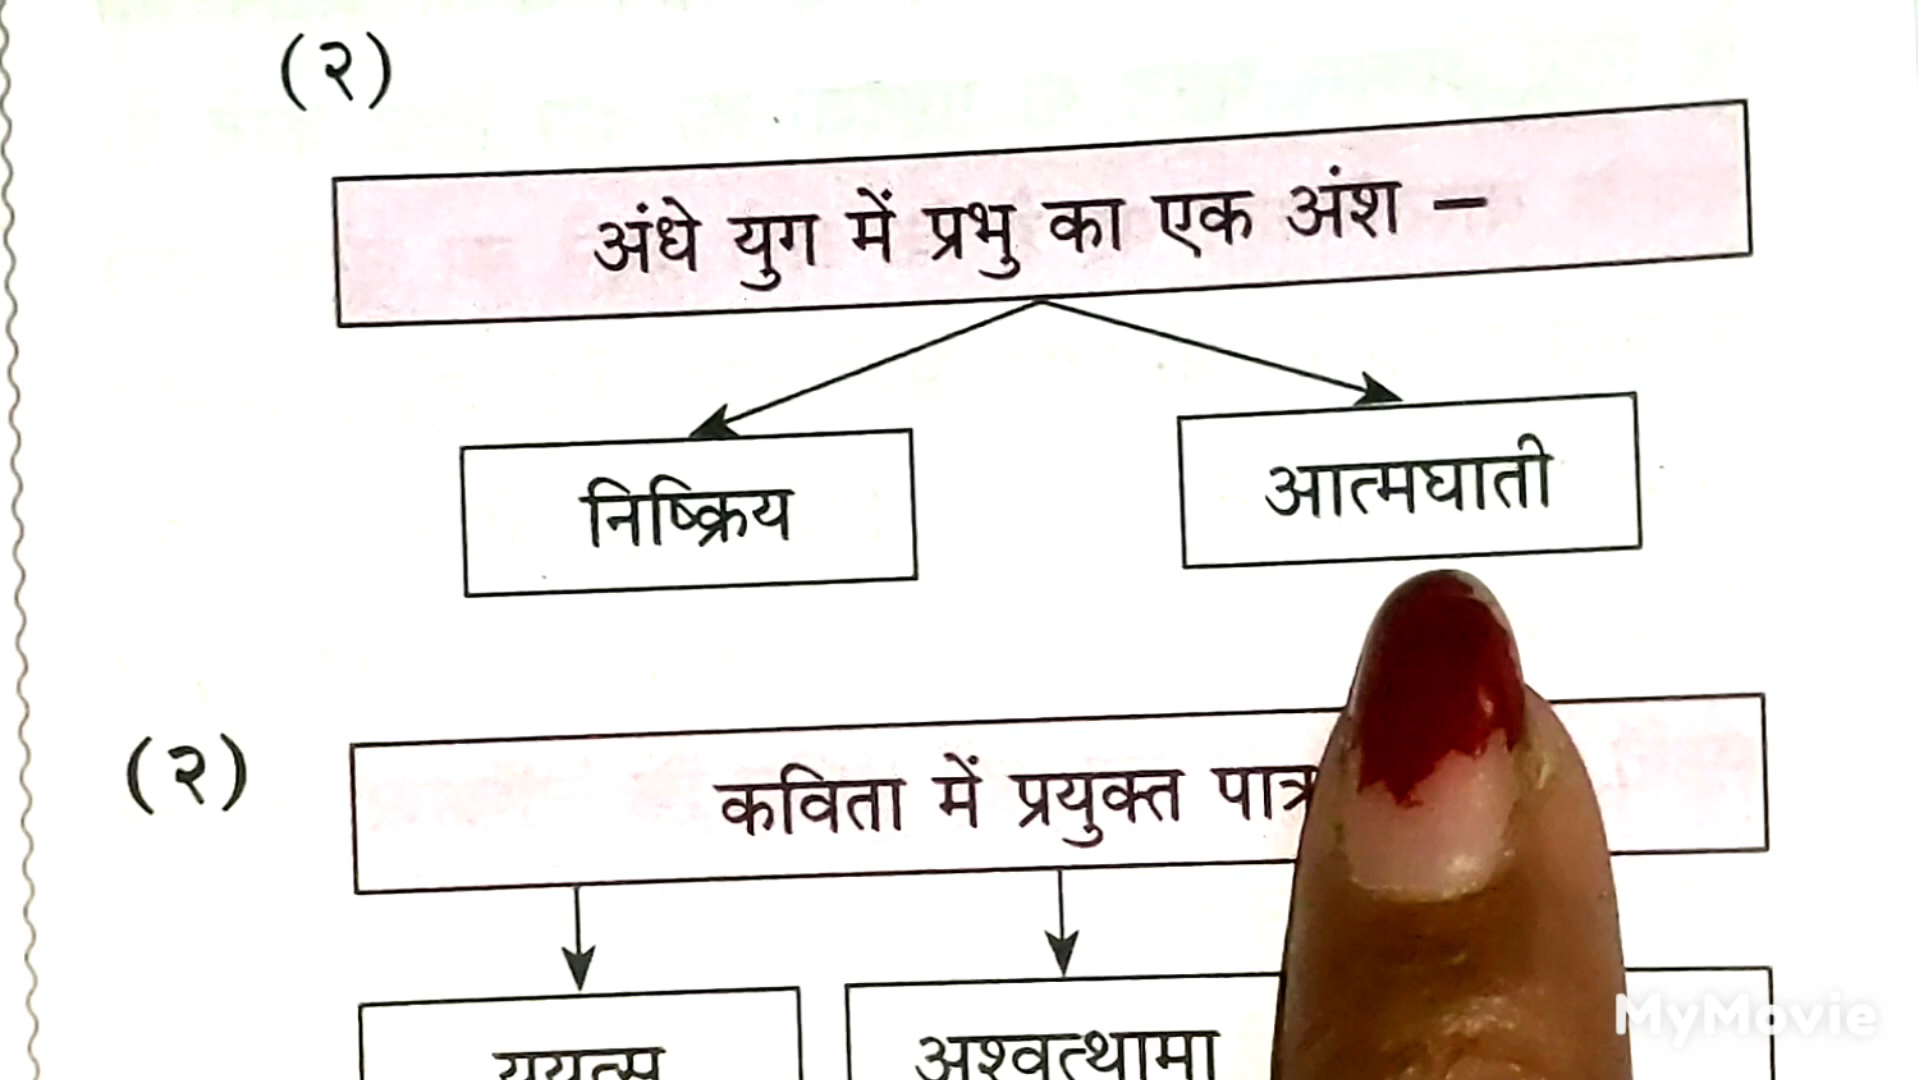 (२)
अंधे युग में प्रभु का एक अंश –
निष्क्रिय आत्मघाती
(२)
कविता में प्रयुक्त पात्र
अश्वत्थामा
MyMovie